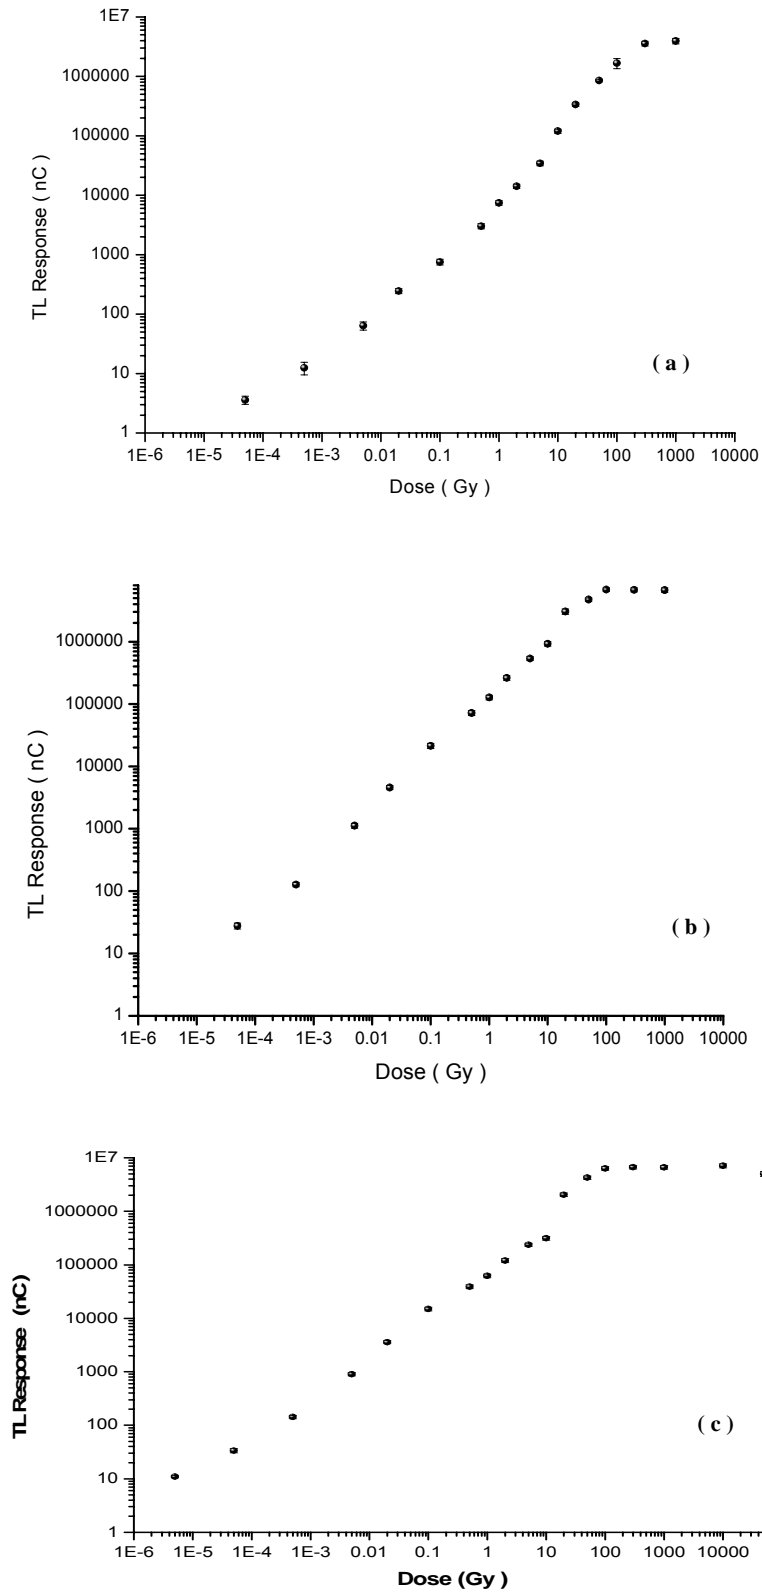 1E7
1000000
100000
10000
1000
100
10
1
TL Response ( nC )
( a )
1E-6 1E-5 1E-4 1E-3 0.01 0.1 1 10 100 1000 10000
Dose ( Gy )
1000000
100000
10000
1000
100
10
1
TL Response ( nC )
( b )
1E-6 1E-5 1E-4 1E-3 0.01 0.1 1 10 100 1000 10000
Dose ( Gy )
1E7
1000000
100000
10000
1000
100
10
1
TL Response (nC)
( c )
1E-6 1E-5 1E-4 1E-3 0.01 0.1 1 10 100 1000 10000
Dose (Gy )